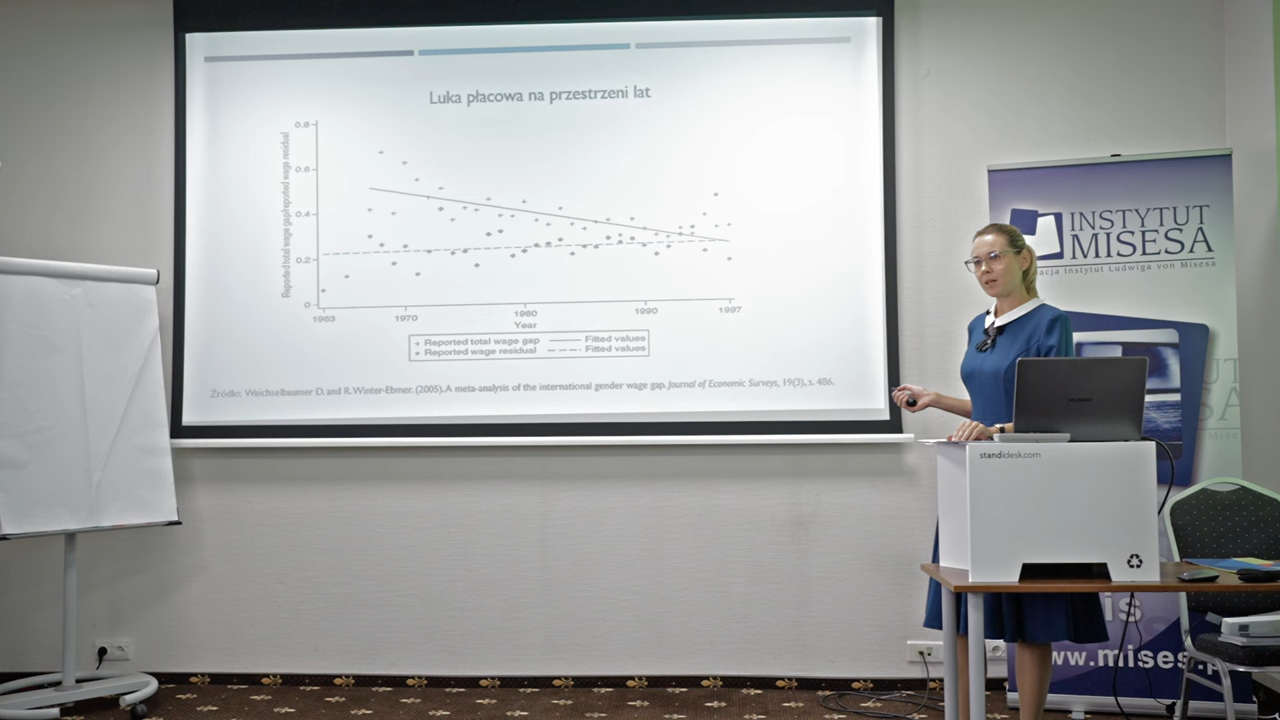 Luka płacowa na przestrzeni lat
Reported total wage gap/reported wage residual
0.8
0.6
0.4
0.2
0
1963 1970 1980 1990 1997
Year
Reported total wage gap Fitted values
Reported wage residual Fitted values
Źródło: Weichselbaumer D. and R. Winter-Ebmer. (2005). A meta-analysis of the international gender wage gap. Journal of Economic Surveys, 19(3), s. 486.
INSTYTUT
MISESA
acja Instytut Ludwiga von Misesa
HUAWEI
standidesk.com
is
www.mises.p